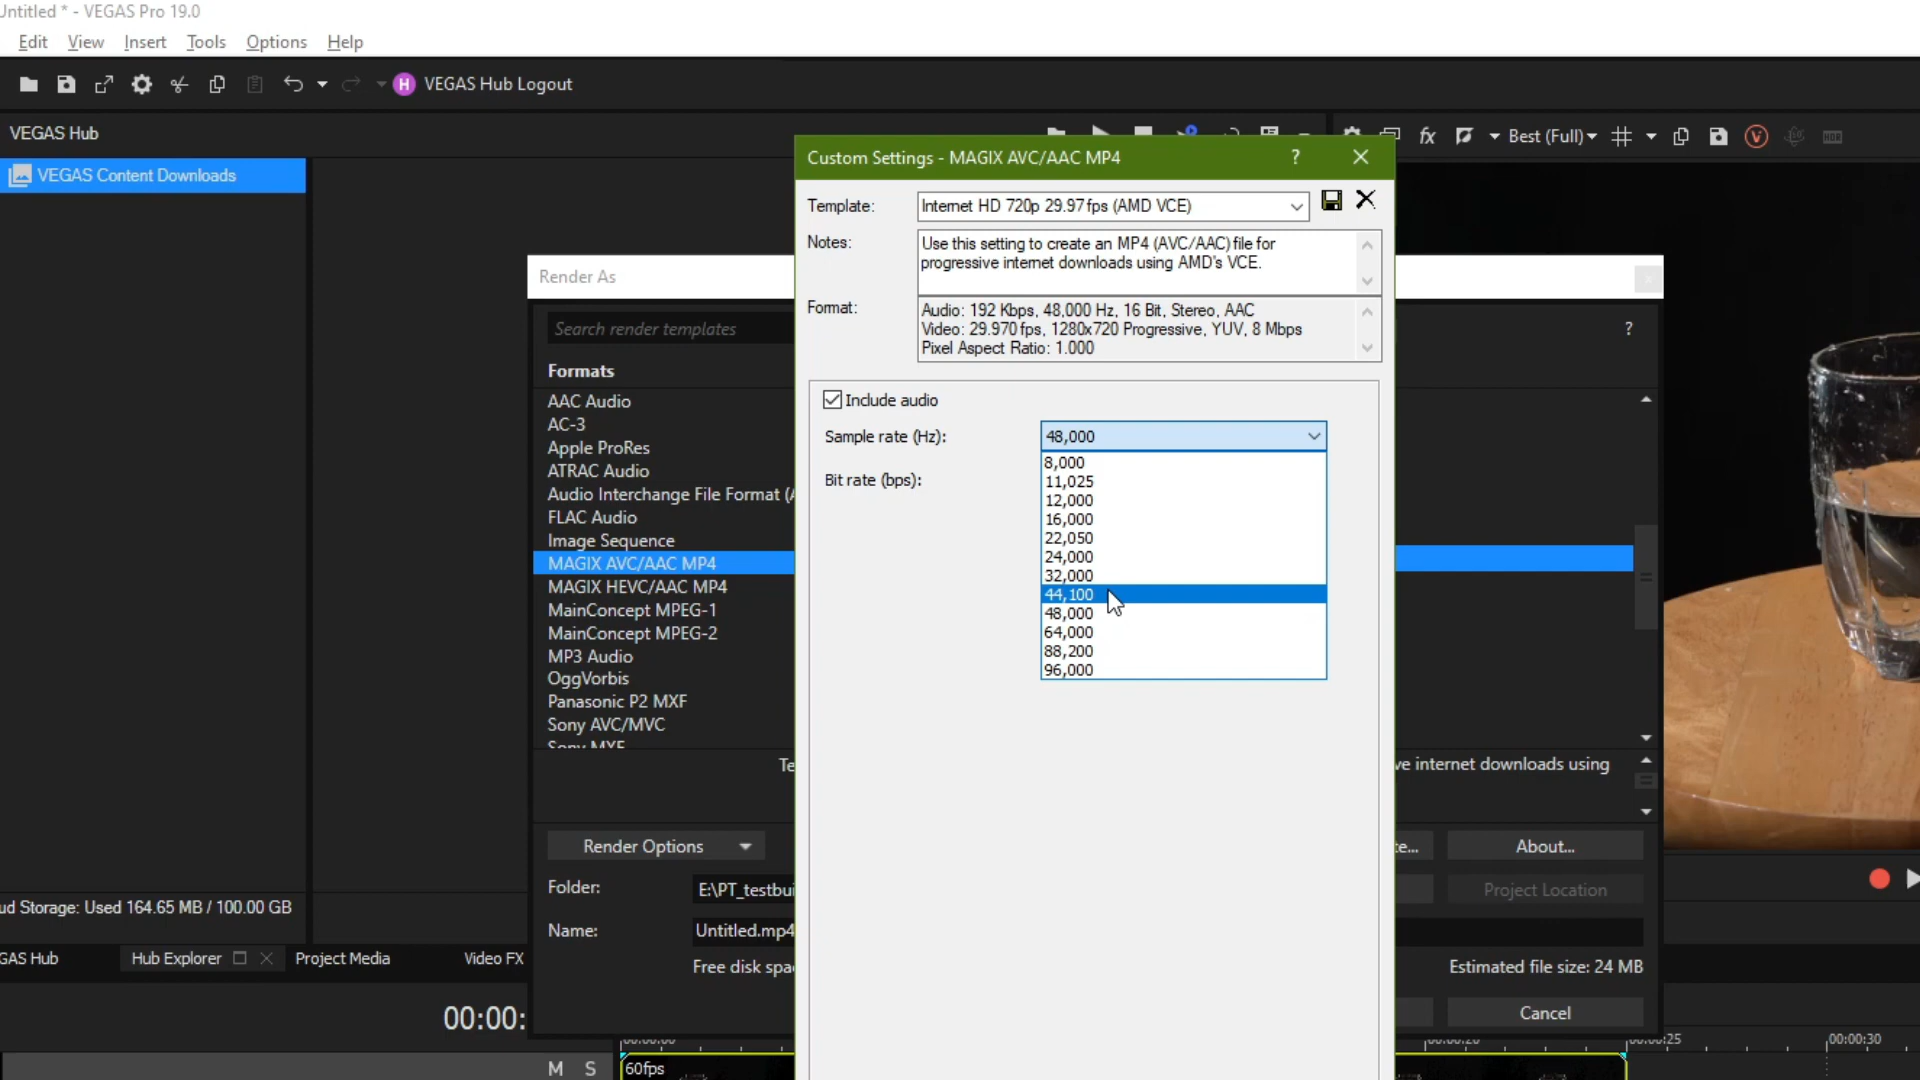 Untitled * - VEGAS Pro 19.0
Edit View Insert Tools Options Help
H VEGAS Hub Logout
VEGAS Hub
fx Best (Full)
VEGAS Content Downloads
Custom Settings - MAGIX AVC/AAC MP4 ?
Template: Internet HD 720p 29.97 fps (AMD VCE)
Notes: Use this setting to create an MP4 (AVC/AAC) file for
progressive internet downloads using AMD's VCE.
Format: Audio: 192 Kbps, 48,000 Hz, 16 Bit, Stereo, AAC
Video: 29.970 fps, 1280x720 Progressive, YUV, 8 Mbps
Pixel Aspect Ratio: 1.000
Include audio
Sample rate (Hz): 48,000
Bit rate (bps):
8,000
11,025
12,000
16,000
22,050
24,000
32,000
44,100
48,000
64,000
88,200
96,000
Render As
Search render templates ?
Formats
AAC Audio
AC-3
Apple ProRes
ATRAC Audio
Audio Interchange File Format (A
FLAC Audio
Image Sequence
MAGIX AVC/AAC MP4
MAGIX HEVC/AAC MP4
MainConcept MPEG-1
MainConcept MPEG-2
MP3 Audio
OggVorbis
Panasonic P2 MXF
Sony AVC/MVC
Sony MXF
Te ve internet downloads using
Render Options te... About...
Folder: E:\PT_testbui Project Location
Name: Untitled.mp4
Free disk spa Estimated file size: 24 MB
Cancel
ud Storage: Used 164.65 MB / 100.00 GB
GAS Hub Hub Explorer Project Media Video FX
00:00:
00:00:30
M S 60fps